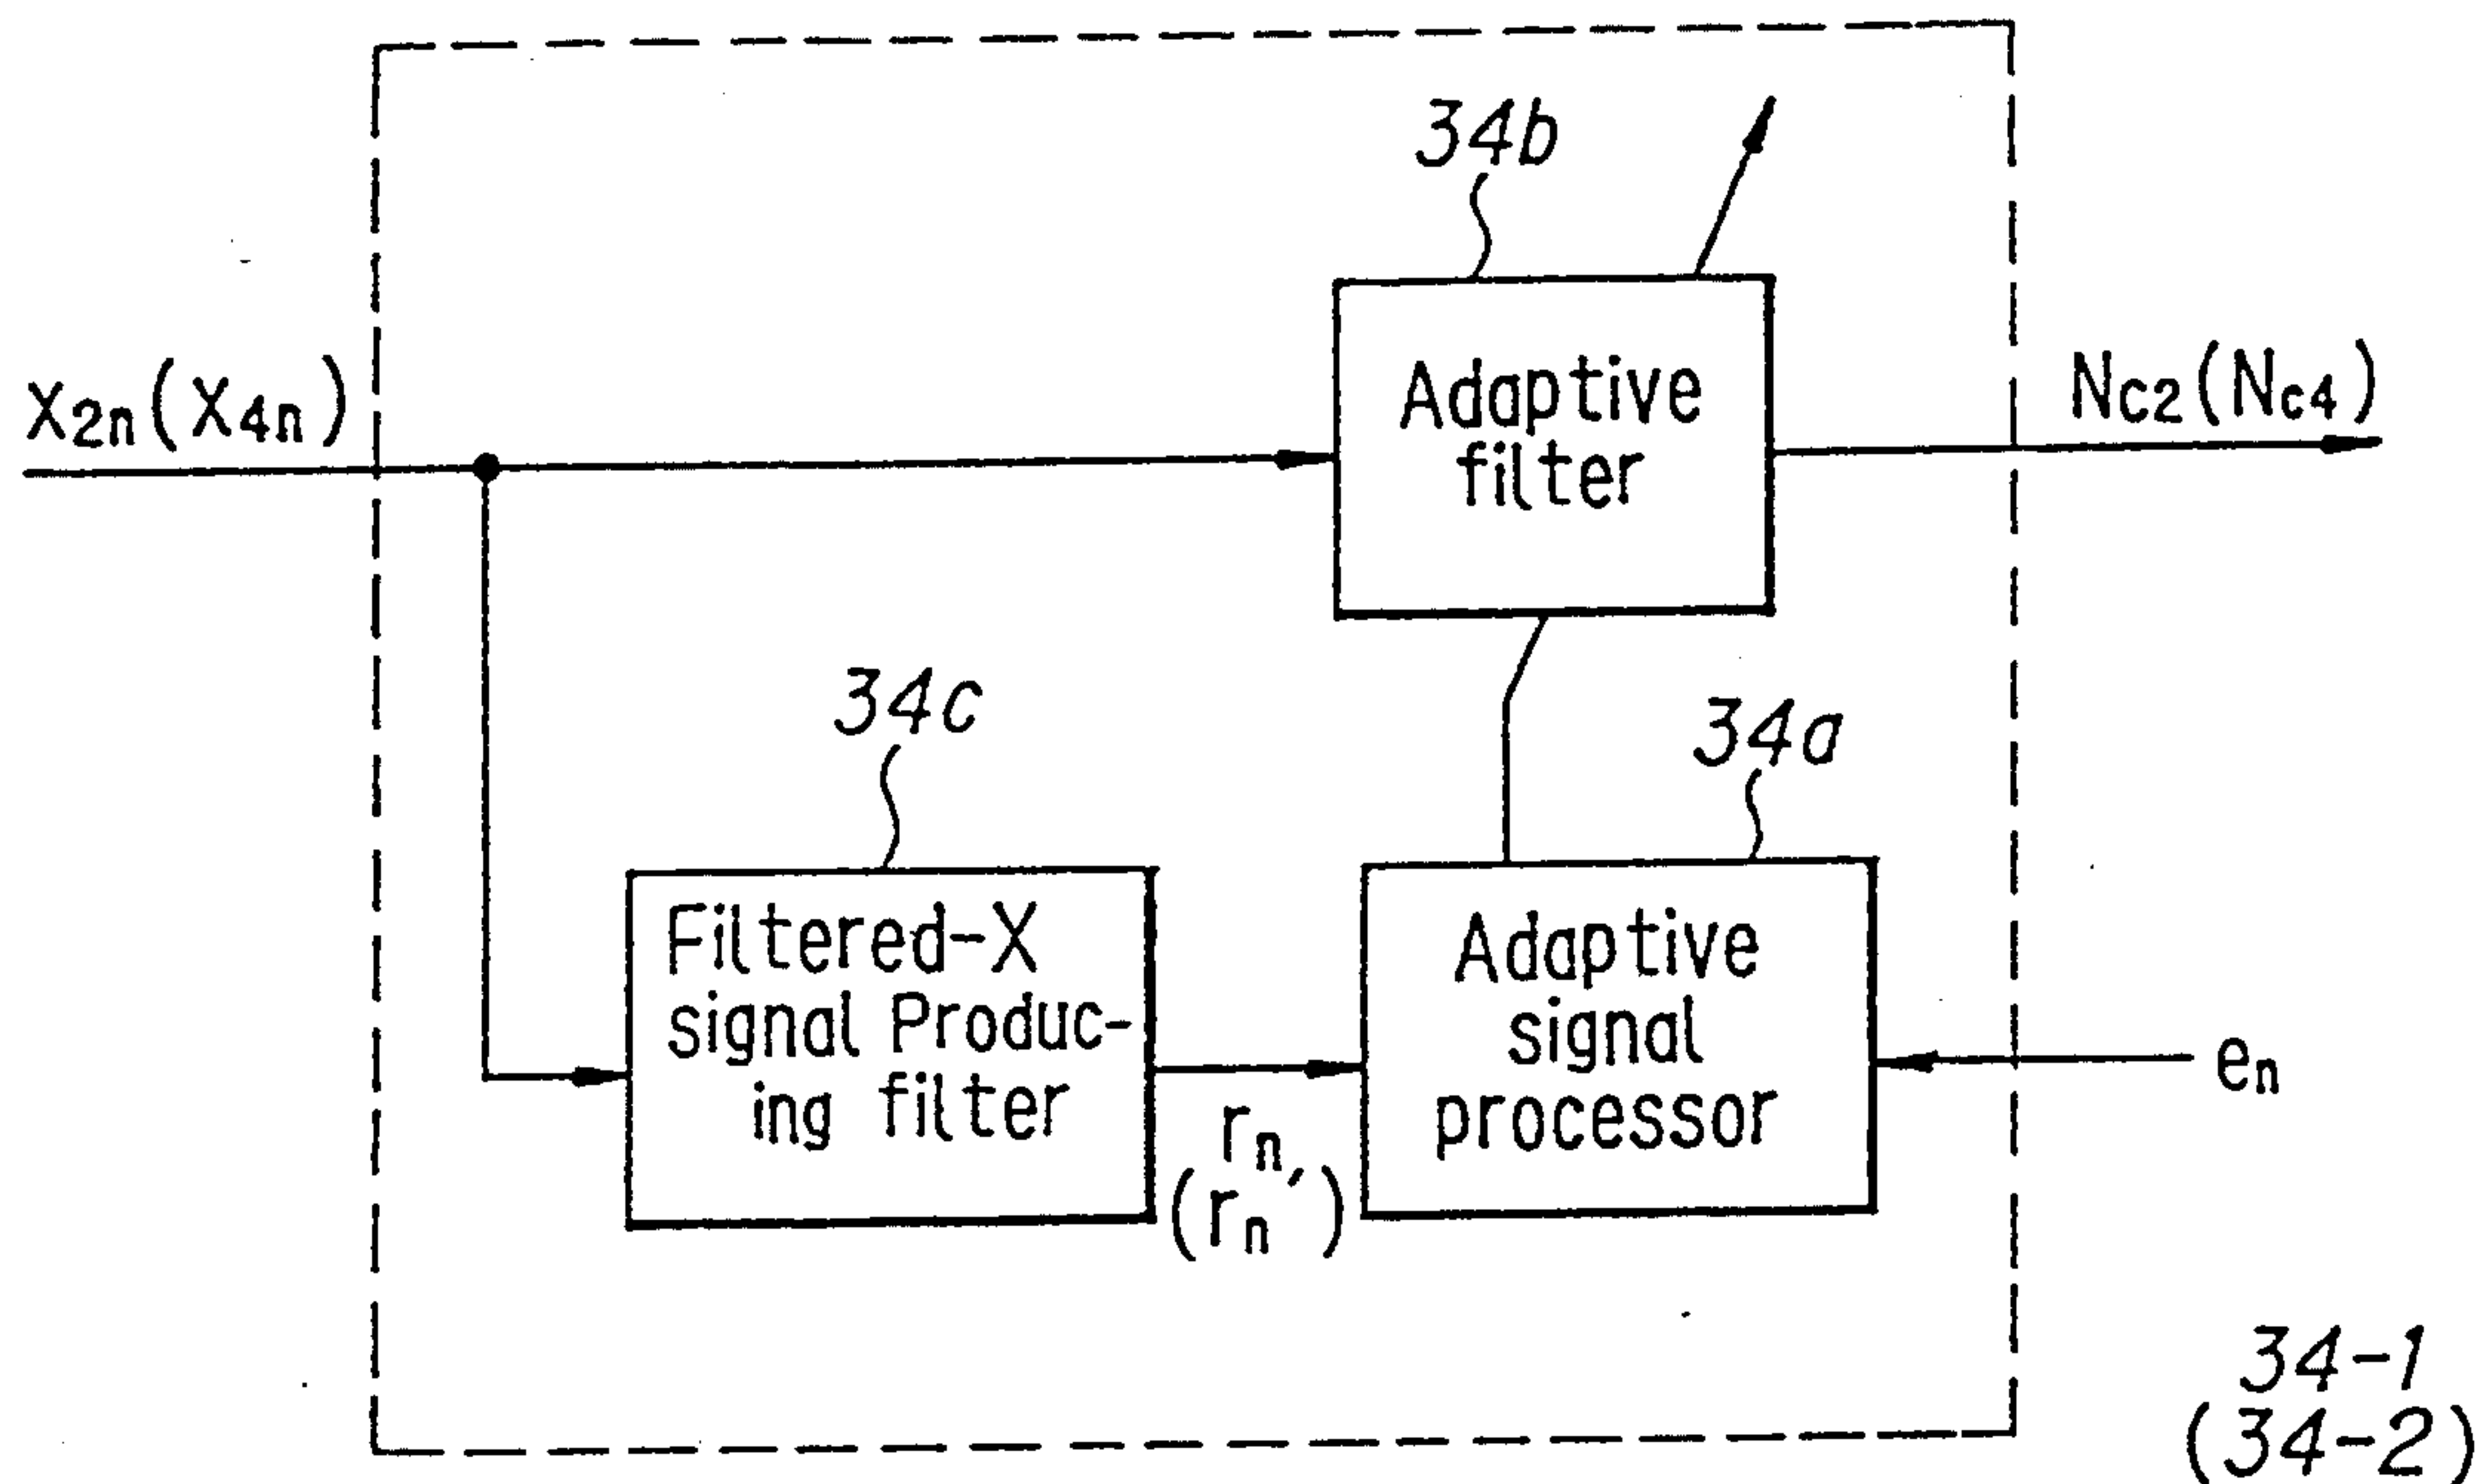 34b
x2n(x4n)
Adaptive
filter
Nc2(Nc4)
34c
34a
Filtered-X
signal Produc-
ing filter
rn
(rn')
Adaptive
signal
processor
en
34-1
(34-2)